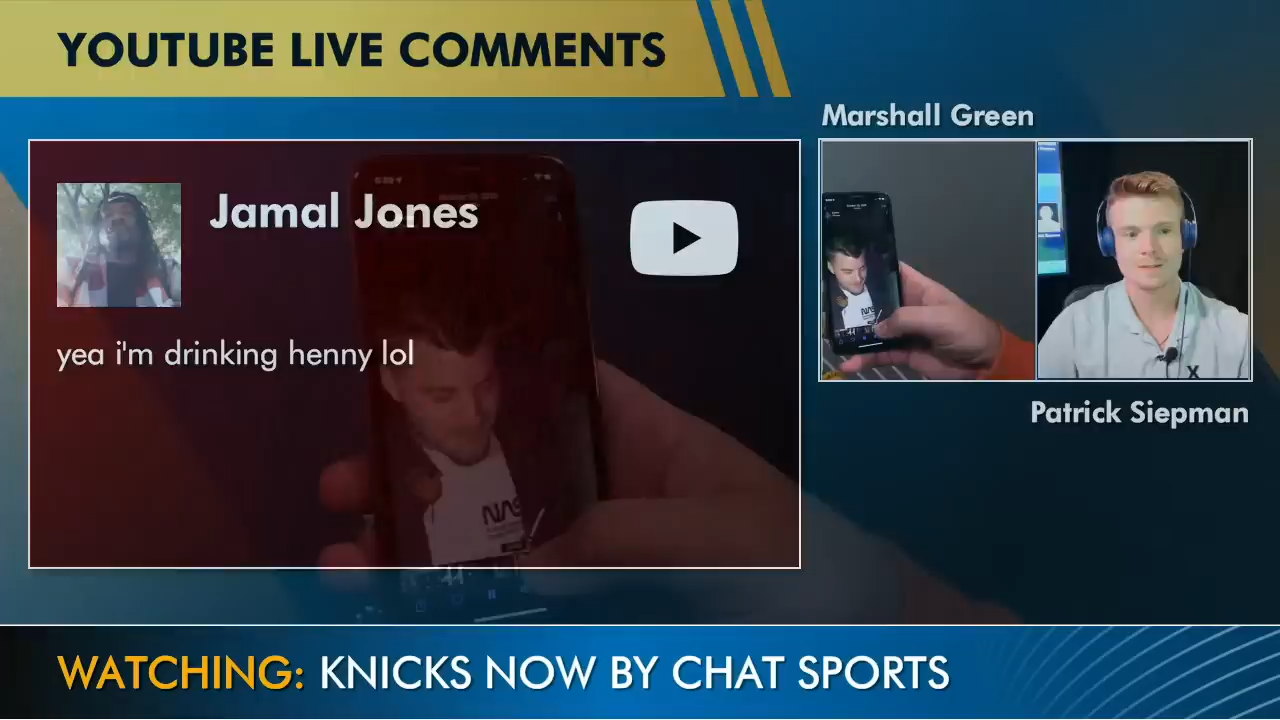 YOUTUBE LIVE COMMENTS
Marshall Green
Jamal Jones
yea i'm drinking henny lol
Patrick Siepman
WATCHING: KNICKS NOW BY CHAT SPORTS